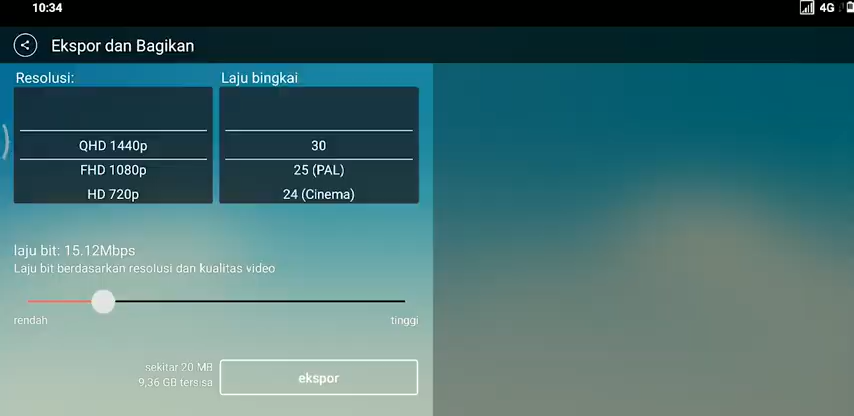 10:34
4G
Ekspor dan Bagikan
Resolusi:
Laju bingkai
QHD 1440p
30
FHD 1080p
25 (PAL)
HD 720p
24 (Cinema)
laju bit: 15.12Mbps
Laju bit berdasarkan resolusi dan kualitas video
rendah
tinggi
sekitar 20 MB
9,36 GB tersisa
ekspor